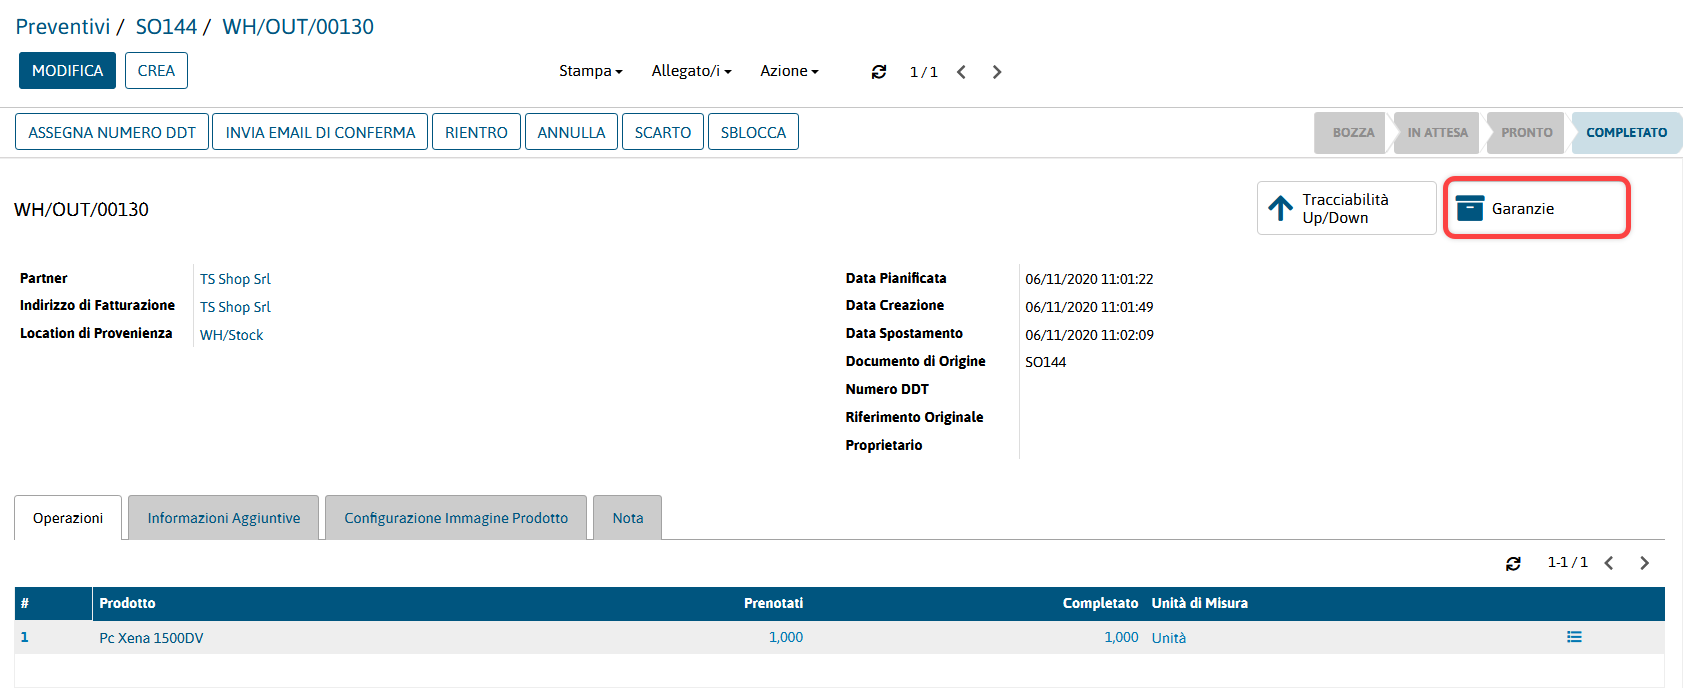 Preventivi / SO144 / WH/OUT/00130
MODIFICA CREA Stampa Allegato/i Azione 1 / 1
ASSEGNA NUMERO DDT INVIA EMAIL DI CONFERMA RIENTRO ANNULLA SCARTO SBLOCCA BOZZA IN ATTESA PRONTO COMPLETATO
WH/OUT/00130
Tracciabilità
Up/Down
Garanzie
Partner TS Shop Srl
Indirizzo di Fatturazione TS Shop Srl
Location di Provenienza WH/Stock
Data Pianificata 06/11/2020 11:01:22
Data Creazione 06/11/2020 11:01:49
Data Spostamento 06/11/2020 11:02:09
Documento di Origine SO144
Numero DDT
Riferimento Originale
Proprietario
Operazioni Informazioni Aggiuntive Configurazione Immagine Prodotto Nota
1-1 / 1
# Prodotto Prenotati Completato Unità di Misura
1 Pc Xena 1500DV 1,000 1,000 Unità